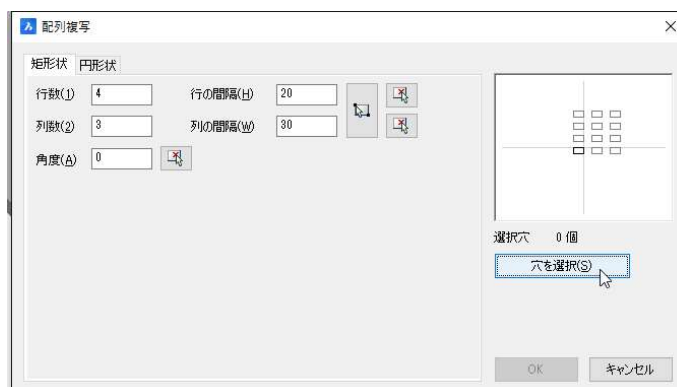 配列複写
矩形状 円形状
行数(1) 4 行の間隔(H) 20
列数(2) 3 列の間隔(W) 30
角度(A) 0
選択穴 0 個
穴を選択(S)
OK キャンセル